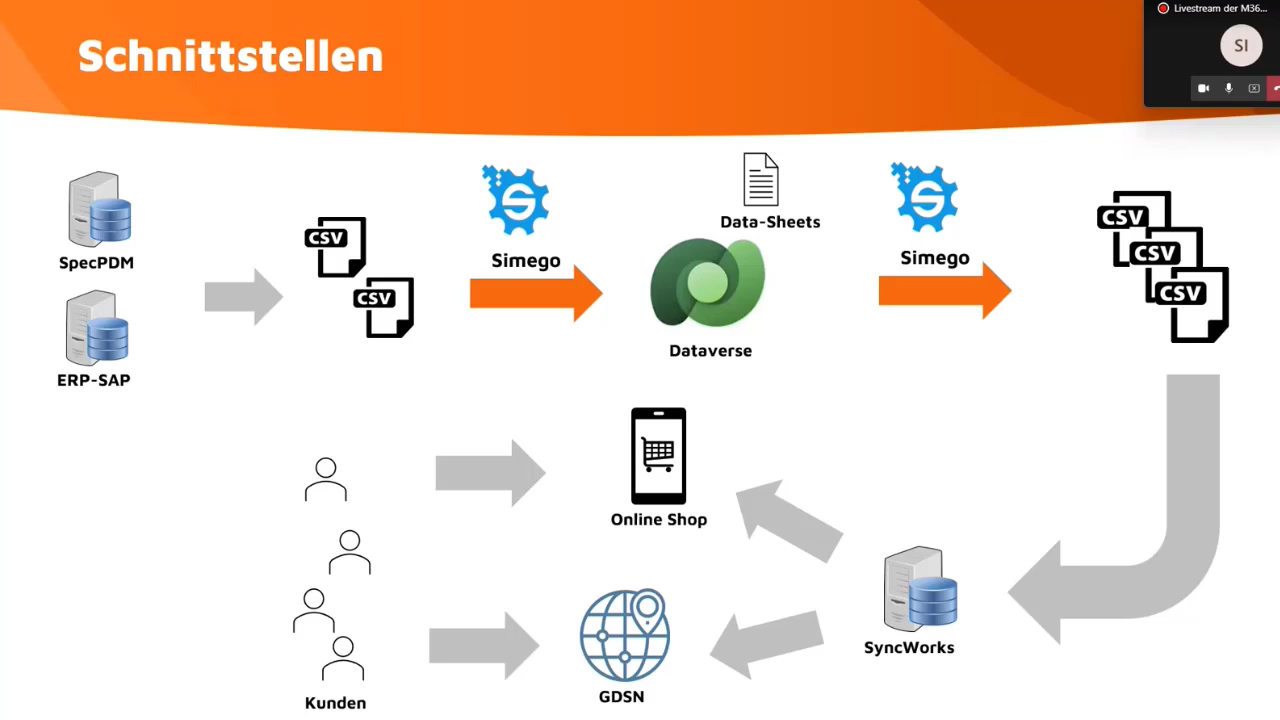 Schnittstellen
Livestream der M36...
SI
SpecPDM
ERP-SAP
CSV
CSV
Simego
Data-Sheets
Dataverse
Simego
CSV
CSV
CSV
Online Shop
Kunden
GDSN
SyncWorks